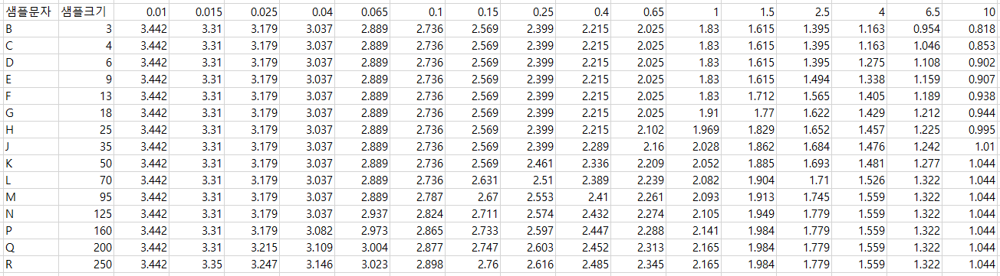 샘플문자 샘플크기 0.01 0.015 0.025 0.04 0.065 0.1 0.15 0.25 0.4 0.65 1 1.5 2.5 4 6.5 10
B 3 3.442 3.31 3.179 3.037 2.889 2.736 2.569 2.399 2.215 2.025 1.83 1.615 1.395 1.163 0.954 0.818
C 4 3.442 3.31 3.179 3.037 2.889 2.736 2.569 2.399 2.215 2.025 1.83 1.615 1.395 1.163 1.046 0.853
D 6 3.442 3.31 3.179 3.037 2.889 2.736 2.569 2.399 2.215 2.025 1.83 1.615 1.395 1.275 1.108 0.902
E 9 3.442 3.31 3.179 3.037 2.889 2.736 2.569 2.399 2.215 2.025 1.83 1.615 1.494 1.338 1.159 0.907
F 13 3.442 3.31 3.179 3.037 2.889 2.736 2.569 2.399 2.215 2.025 1.83 1.712 1.565 1.405 1.189 0.938
G 18 3.442 3.31 3.179 3.037 2.889 2.736 2.569 2.399 2.215 2.025 1.91 1.77 1.622 1.429 1.212 0.944
H 25 3.442 3.31 3.179 3.037 2.889 2.736 2.569 2.399 2.215 2.102 1.969 1.829 1.652 1.457 1.225 0.995
J 35 3.442 3.31 3.179 3.037 2.889 2.736 2.569 2.399 2.289 2.16 2.028 1.862 1.684 1.476 1.242 1.01
K 50 3.442 3.31 3.179 3.037 2.889 2.736 2.569 2.461 2.336 2.209 2.052 1.885 1.693 1.481 1.277 1.044
L 70 3.442 3.31 3.179 3.037 2.889 2.736 2.631 2.51 2.389 2.239 2.082 1.904 1.71 1.526 1.322 1.044
M 95 3.442 3.31 3.179 3.037 2.889 2.787 2.67 2.553 2.41 2.261 2.093 1.913 1.745 1.559 1.322 1.044
N 125 3.442 3.31 3.179 3.037 2.937 2.824 2.711 2.574 2.432 2.274 2.105 1.949 1.779 1.559 1.322 1.044
P 160 3.442 3.31 3.179 3.082 2.973 2.865 2.733 2.597 2.447 2.288 2.141 1.984 1.779 1.559 1.322 1.044
Q 200 3.442 3.31 3.215 3.109 3.004 2.877 2.747 2.603 2.452 2.313 2.165 1.984 1.779 1.559 1.322 1.044
R 250 3.442 3.35 3.247 3.146 3.023 2.898 2.76 2.616 2.485 2.345 2.165 1.984 1.779 1.559 1.322 1.044